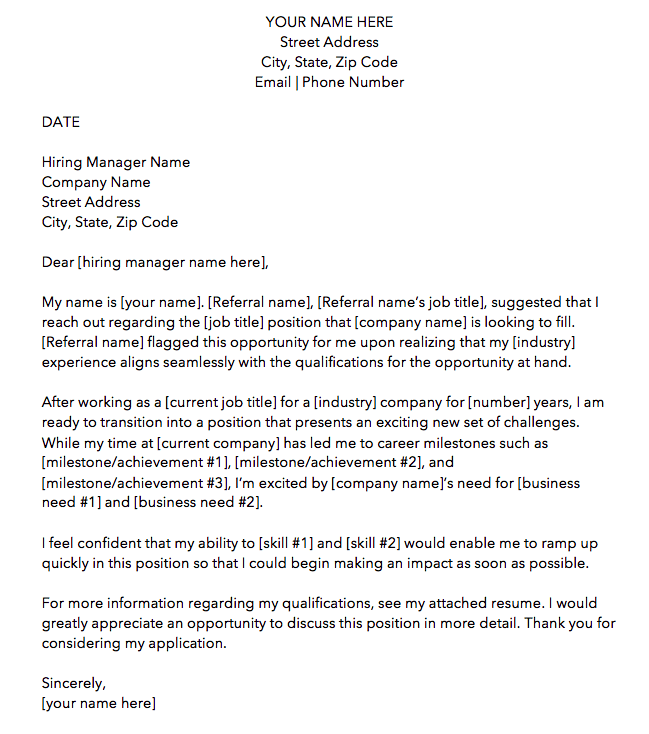 YOUR NAME HERE
Street Address
City, State, Zip Code
Email | Phone Number
DATE
Hiring Manager Name
Company Name
Street Address
City, State, Zip Code
Dear [hiring manager name here],
My name is [your name]. [Referral name], [Referral name’s job title], suggested that I
reach out regarding the [job title] position that [company name] is looking to fill.
[Referral name] flagged this opportunity for me upon realizing that my [industry]
experience aligns seamlessly with the qualifications for the opportunity at hand.
After working as a [current job title] for a [industry] company for [number] years, I am
ready to transition into a position that presents an exciting new set of challenges.
While my time at [current company] has led me to career milestones such as
[milestone/achievement #1], [milestone/achievement #2], and
[milestone/achievement #3], I’m excited by [company name]’s need for [business
need #1] and [business need #2].
I feel confident that my ability to [skill #1] and [skill #2] would enable me to ramp up
quickly in this position so that I could begin making an impact as soon as possible.
For more information regarding my qualifications, see my attached resume. I would
greatly appreciate an opportunity to discuss this position in more detail. Thank you for
considering my application.
Sincerely,
[your name here]